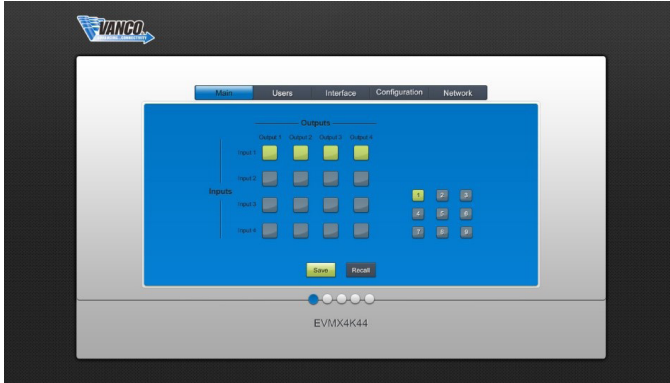 VANCO
Main Users Interface Configuration Network
Outputs
Output 1 Output 2 Output 3 Output 4
Input 1
Input 2
Inputs
Input 3
Input 4
1 2 3
4 5 6
7 8 9
Save Recall
EVMX4K44